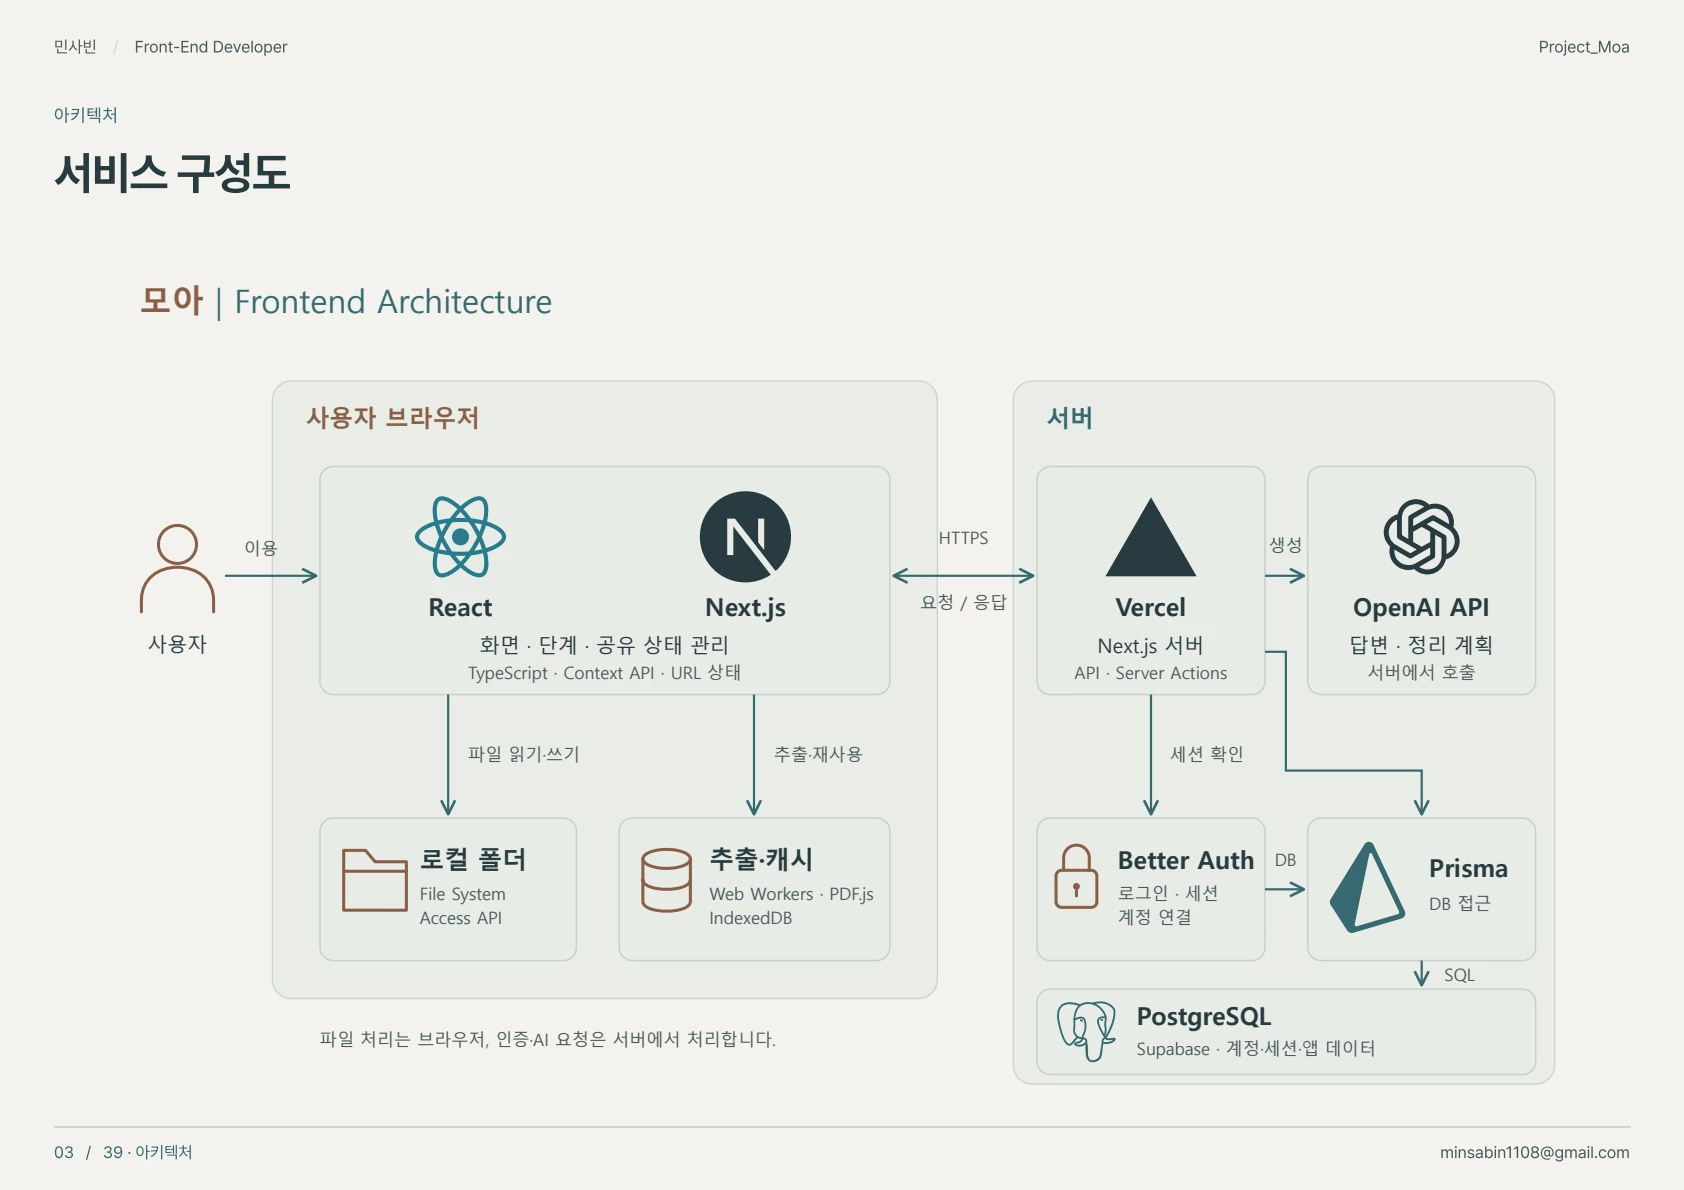 민사빈 / Front-End Developer
Project_Moa
아키텍처
서비스 구성도
모아 | Frontend Architecture
사용자 브라우저
서버
이용
사용자
React
Next.js
화면 · 단계 · 공유 상태 관리
TypeScript · Context API · URL 상태
HTTPS
요청 / 응답
Vercel
Next.js 서버
API · Server Actions
생성
OpenAI API
답변 · 정리 계획
서버에서 호출
파일 읽기·쓰기
추출·재사용
세션 확인
로컬 폴더
File System
Access API
추출·캐시
Web Workers · PDF.js
IndexedDB
Better Auth
로그인 · 세션
계정 연결
DB
Prisma
DB 접근
SQL
PostgreSQL
Supabase · 계정·세션·앱 데이터
파일 처리는 브라우저, 인증·AI 요청은 서버에서 처리합니다.
03 / 39 · 아키텍처
minsabin1108@gmail.com